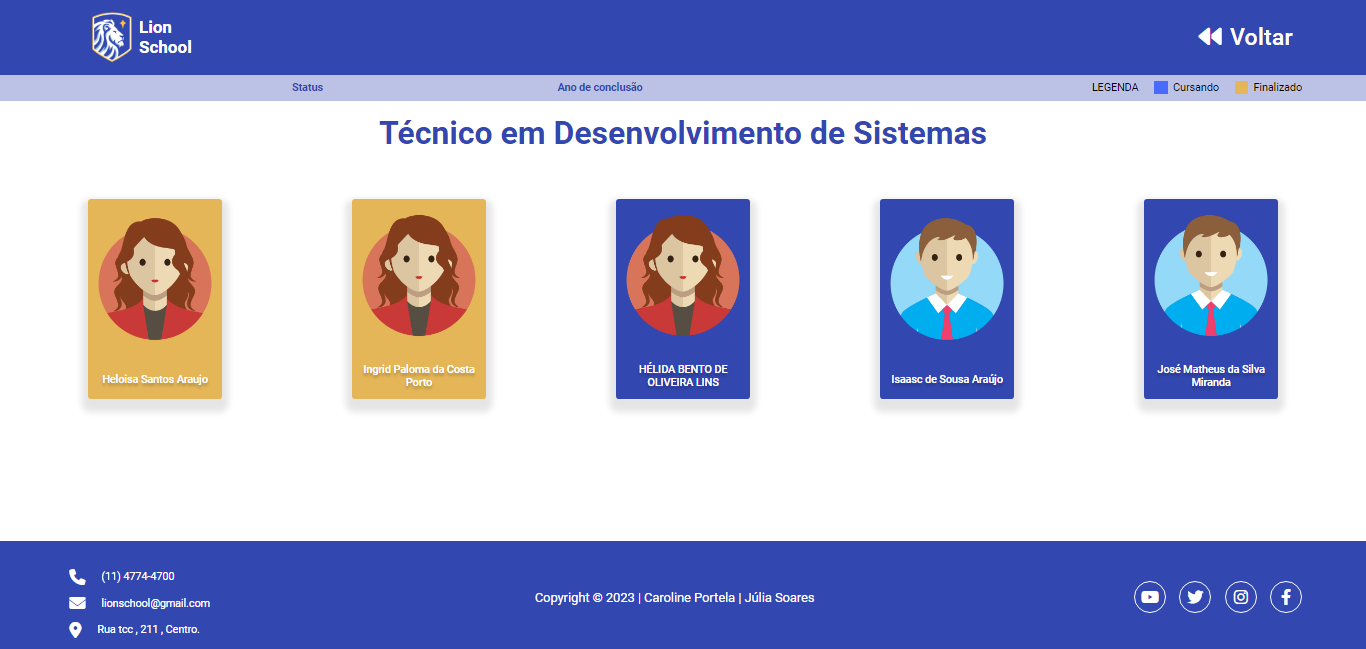 Lion
School
Voltar
Status
Ano de conclusão
LEGENDA
Cursando
Finalizado
Técnico em Desenvolvimento de Sistemas
Heloisa Santos Araujo
Ingrid Paloma da Costa
Porto
HÉLIDA BENTO DE
OLIVEIRA LINS
Isaasc de Sousa Araújo
José Matheus da Silva
Miranda
(11) 4774-4700
lionschool@gmail.com
Rua tcc , 211 , Centro.
Copyright © 2023 | Caroline Portela | Júlia Soares